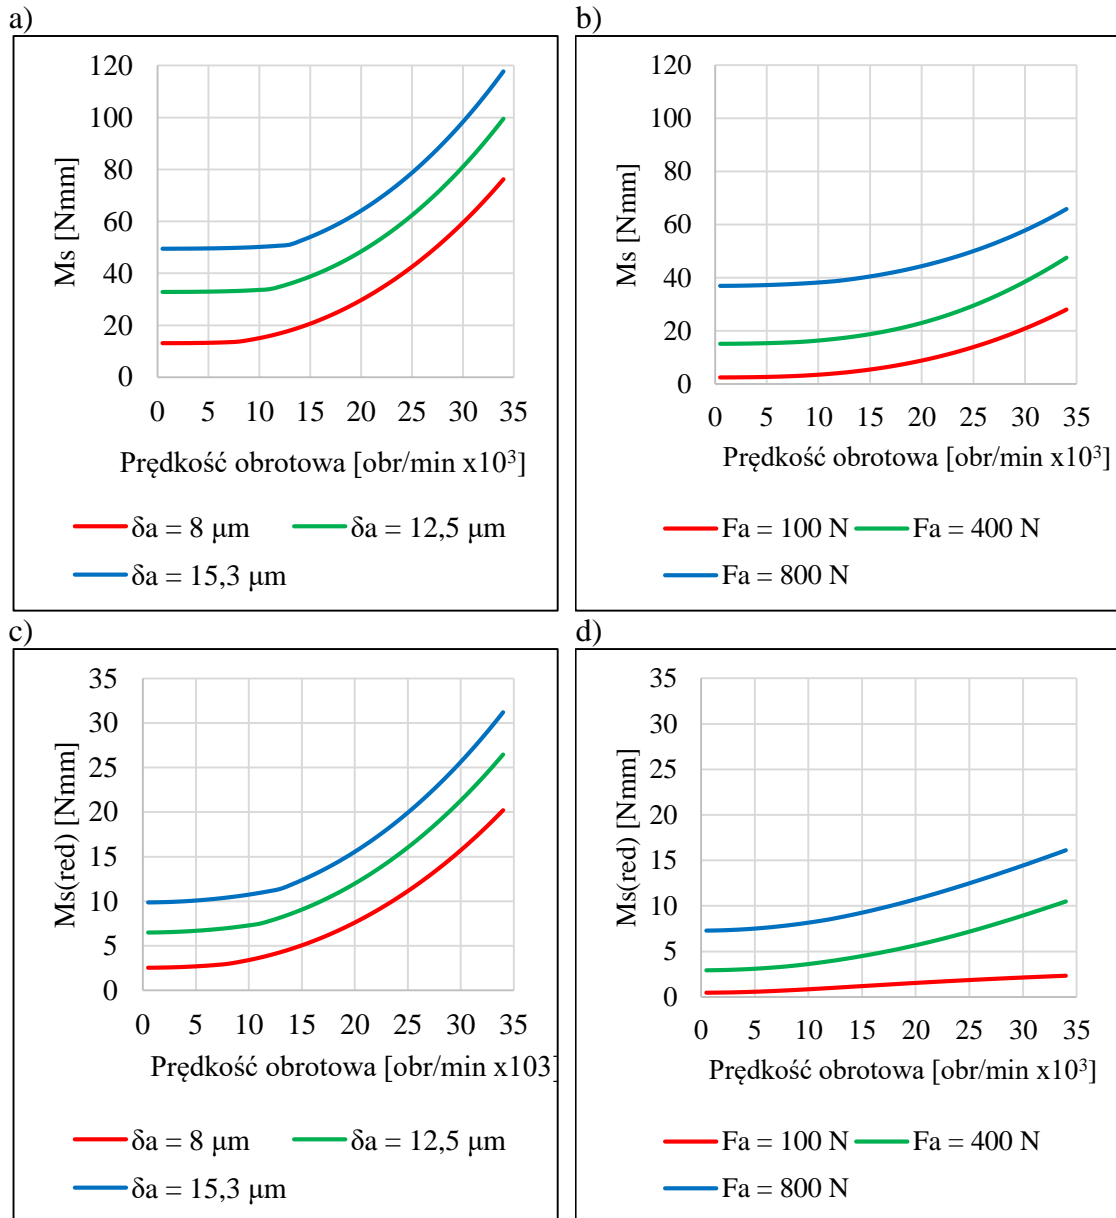 a)
120
100
80
60
40
20
0
Ms [Nmm]
0 5 10 15 20 25 30 35
Prędkość obrotowa [obr/min x10³]
δa = 8 μm δa = 12,5 μm
δa = 15,3 μm
b)
120
100
80
60
40
20
0
Ms [Nmm]
0 5 10 15 20 25 30 35
Prędkość obrotowa [obr/min x10³]
Fa = 100 N Fa = 400 N
Fa = 800 N
c)
35
30
25
20
15
10
5
0
Ms(red) [Nmm]
0 5 10 15 20 25 30 35
Prędkość obrotowa [obr/min x103]
δa = 8 μm δa = 12,5 μm
δa = 15,3 μm
d)
35
30
25
20
15
10
5
0
Ms(red) [Nmm]
0 5 10 15 20 25 30 35
Prędkość obrotowa [obr/min x10³]
Fa = 100 N Fa = 400 N
Fa = 800 N